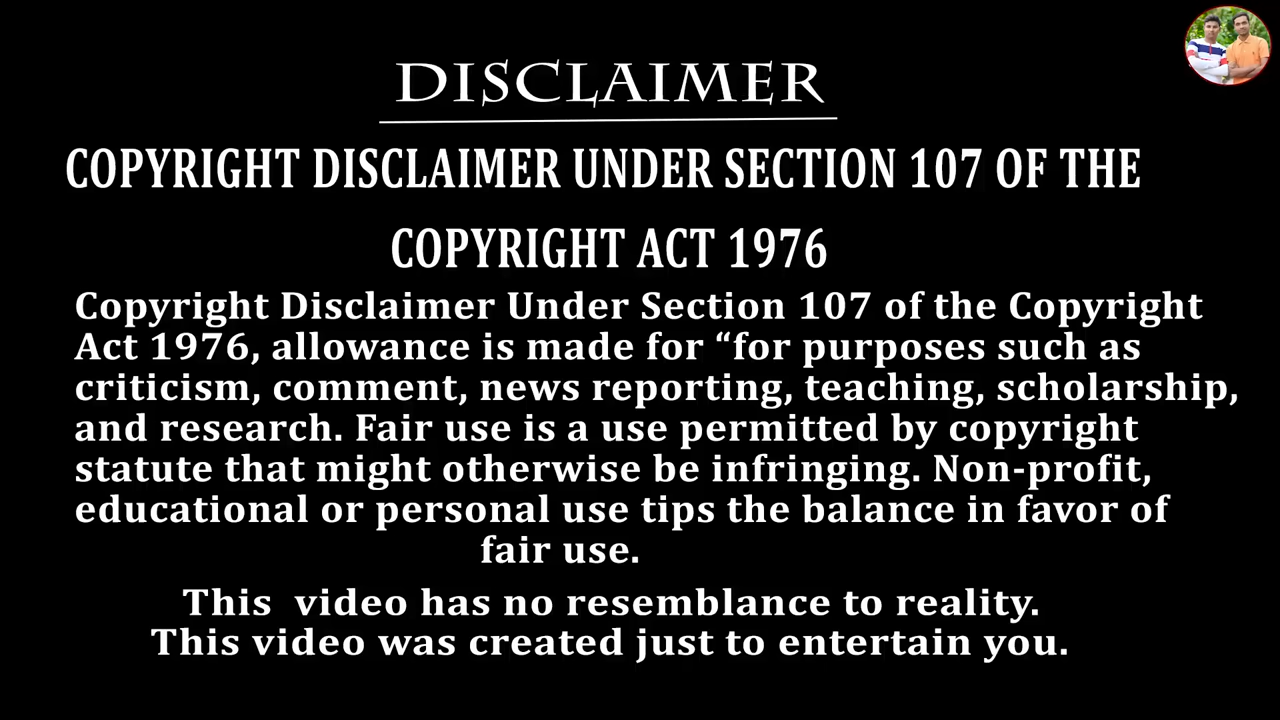 DISCLAIMER
COPYRIGHT DISCLAIMER UNDER SECTION 107 OF THE
COPYRIGHT ACT 1976
Copyright Disclaimer Under Section 107 of the Copyright
Act 1976, allowance is made for “for purposes such as
criticism, comment, news reporting, teaching, scholarship,
and research. Fair use is a use permitted by copyright
statute that might otherwise be infringing. Non-profit,
educational or personal use tips the balance in favor of
fair use.
This  video has no resemblance to reality.
This video was created just to entertain you.